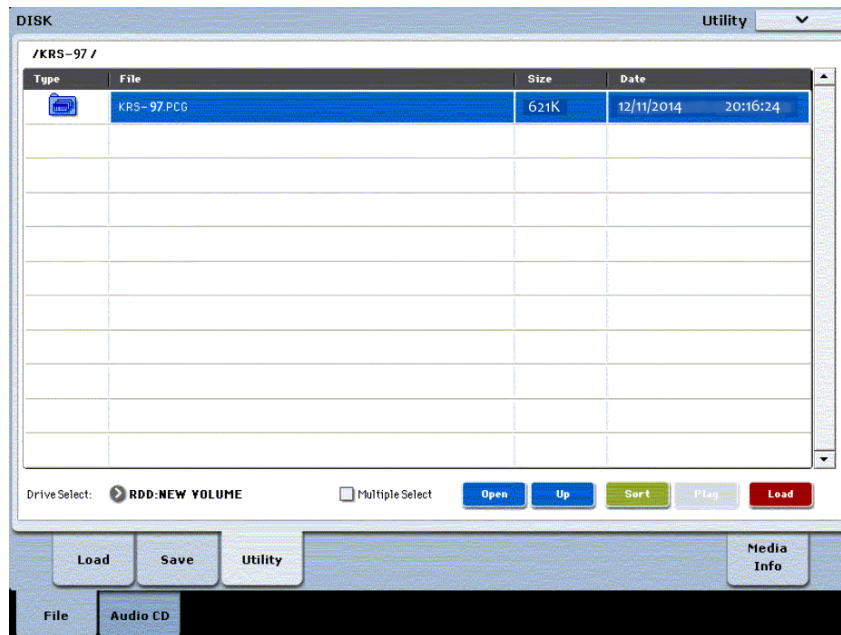 DISK Utility
/KRS-97 /
Type File Size Date
KRS-97.PCG 621K 12/11/2014 20:16:24
Drive Select: RDD:NEW VOLUME Multiple Select Open Up Sort Play Load
Load Save Utility Media Info
File Audio CD